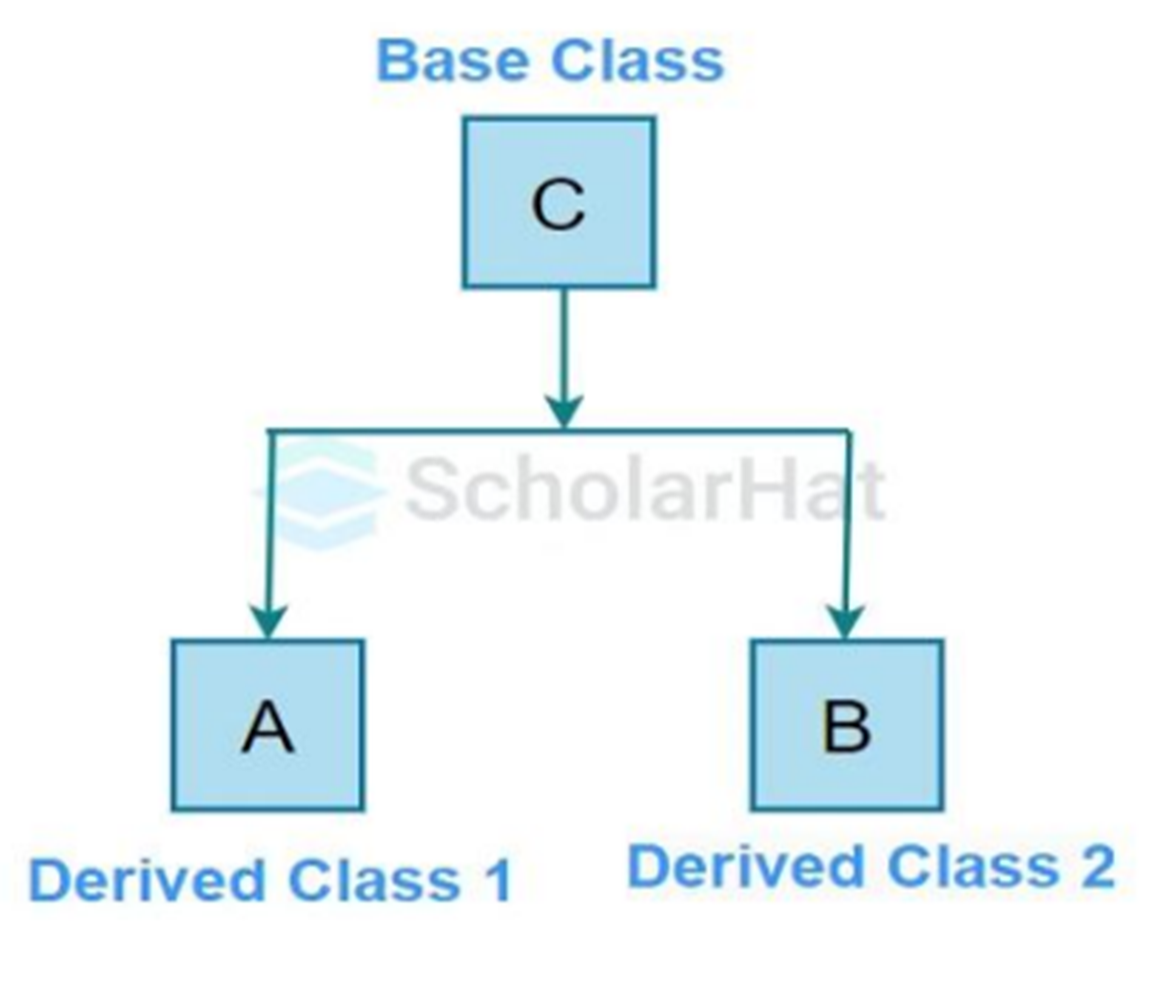 Base Class
C
ScholarHat
A
B
Derived Class 1
Derived Class 2